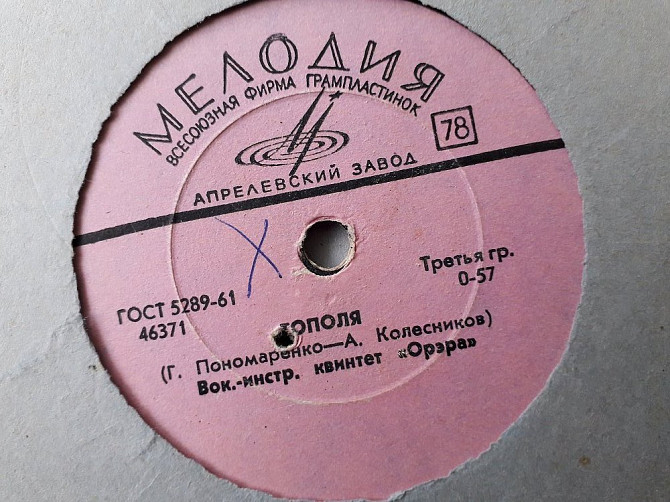 МЕЛОДИЯ
ВСЕСОЮЗНАЯ ФИРМА ГРАМПЛАСТИНОК
78
АПРЕЛЕВСКИЙ ЗАВОД
Третья гр.
0-57
ГОСТ 5289-61
46371
ТОПОЛЯ
(Г. Пономаренко—А. Колесников)
Вок.-инстр. квинтет «Орэра»